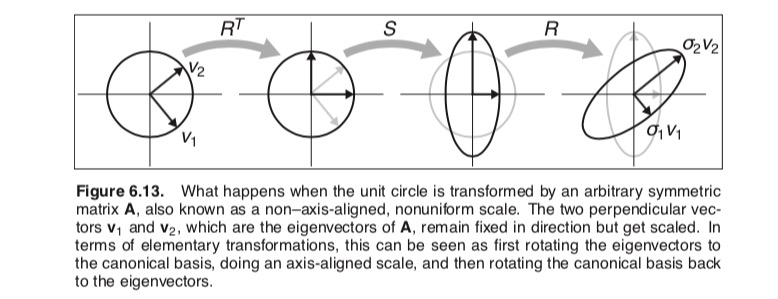 Rᵀ S R
v₂ σ₂v₂
v₁ σ₁v₁
Figure 6.13. What happens when the unit circle is transformed by an arbitrary symmetric
matrix A, also known as a non–axis-aligned, nonuniform scale. The two perpendicular vec-
tors v₁ and v₂, which are the eigenvectors of A, remain fixed in direction but get scaled. In
terms of elementary transformations, this can be seen as first rotating the eigenvectors to
the canonical basis, doing an axis-aligned scale, and then rotating the canonical basis back
to the eigenvectors.